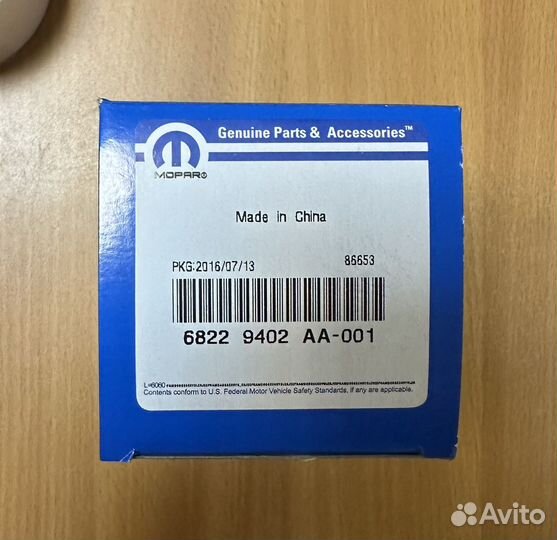 Genuine Parts & Accessories™
MOPAR®
Made in China
PKG:2016/07/13 86653
6822 9402 AA-001
L=6060
Contents conform to U.S. Federal Motor Vehicle Safety Standards, if any are applicable.
Avito